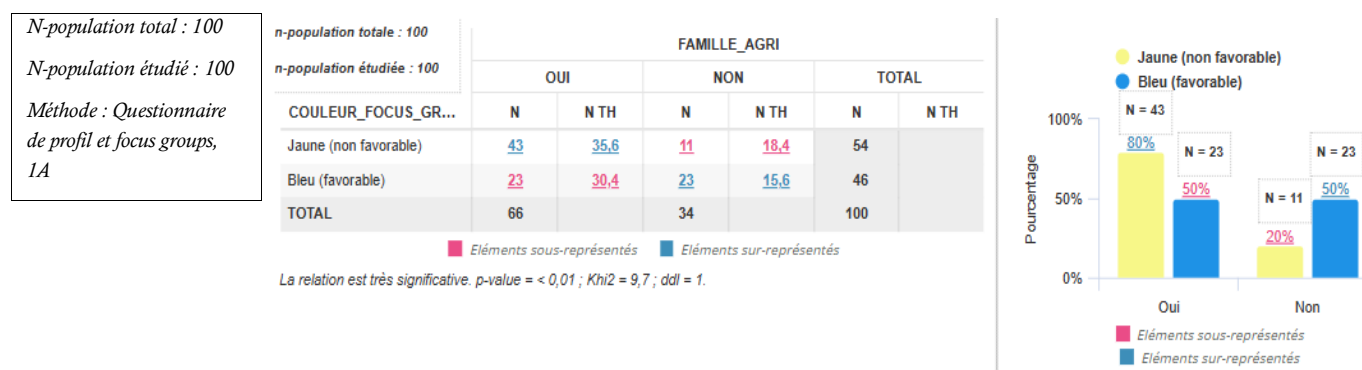 N-population total : 100
N-population étudié : 100
Méthode : Questionnaire
de profil et focus groups,
1A
n-population totale : 100
n-population étudiée : 100
FAMILLE_AGRI
OUI NON TOTAL
COULEUR_FOCUS_GR... N N TH N N TH N N TH
Jaune (non favorable) 43 35,6 11 18,4 54
Bleu (favorable) 23 30,4 23 15,6 46
TOTAL 66 34 100
Eléments sous-représentés Eléments sur-représentés
La relation est très significative. p-value = < 0,01 ; Khi2 = 9,7 ; ddl = 1.
Jaune (non favorable)
Bleu (favorable)
Pourcentage
100%
50%
0%
N = 43
80%
N = 23
50%
N = 11
20%
N = 23
50%
Oui Non
Eléments sous-représentés
Eléments sur-représentés